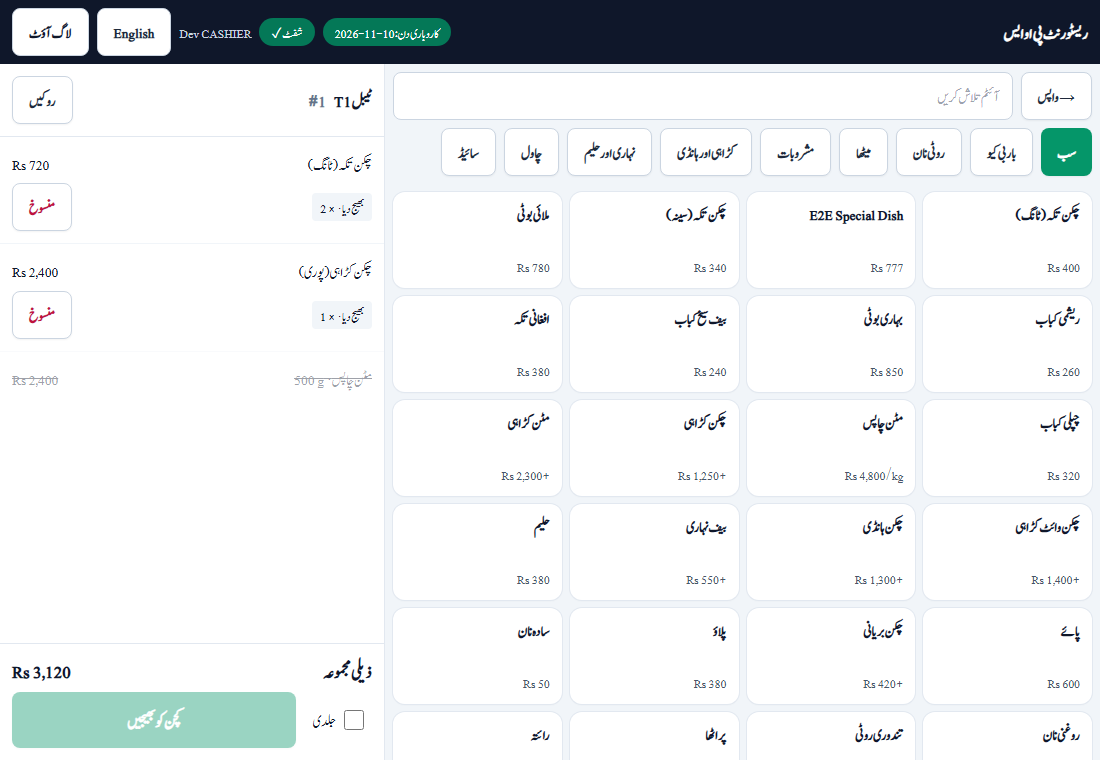 ریسٹورنٹ پی او ایس
کاروباری دن: 2026-11-10
شفٹ ✓
Dev CASHIER
English
لاگ آؤٹ
→ واپس
آئٹم تلاش کریں
سب
بار بی کیو
روٹی نان
میٹھا
مشروبات
کڑاہی اور ہانڈی
نہاری اور حلیم
چاول
سائیڈ
چکن تکہ (ٹانگ)
Rs 400
E2E Special Dish
Rs 777
چکن تکہ (سینہ)
Rs 340
ملائی بوٹی
Rs 780
ریشمی کباب
Rs 260
بہاری بوٹی
Rs 850
بیف سیخ کباب
Rs 240
افغانی تکہ
Rs 380
چپلی کباب
Rs 320
مٹن چاپس
Rs 4,800/kg
چکن کڑاہی
Rs 1,250+
مٹن کڑاہی
Rs 2,300+
چکن وائٹ کڑاہی
Rs 1,400+
چکن ہانڈی
Rs 1,300+
بیف نہاری
Rs 550+
حلیم
Rs 380
پائے
Rs 600
چکن بریانی
Rs 420+
پلاؤ
Rs 380
سادہ نان
Rs 50
روغنی نان
تندوری روٹی
پراٹھا
رائتہ
ٹیبل T1 #1
روکیں
چکن تکہ (ٹانگ)
Rs 720
بھیج دیا · × 2
منسوخ
چکن کڑاہی (پوری)
Rs 2,400
بھیج دیا · × 1
منسوخ
مٹن چاپس · 500 g
Rs 2,400
ذیلی مجموعہ
Rs 3,120
جلدی
کچن کو بھیجیں